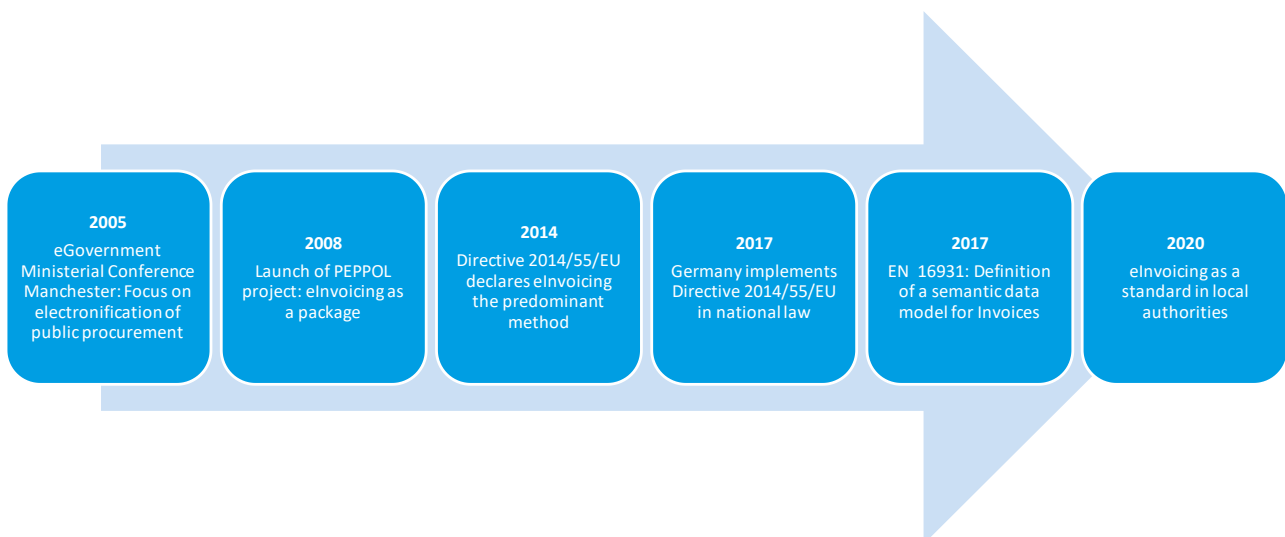 2005
eGovernment
Ministerial Conference
Manchester: Focus on
electronification of
public procurement
2008
Launch of PEPPOL
project: eInvoicing as
a package
2014
Directive 2014/55/EU
declares eInvoicing
the predominant
method
2017
Germany implements
Directive 2014/55/EU
in national law
2017
EN 16931: Definition
of a semantic data
model for Invoices
2020
eInvoicing as a
standard in local
authorities